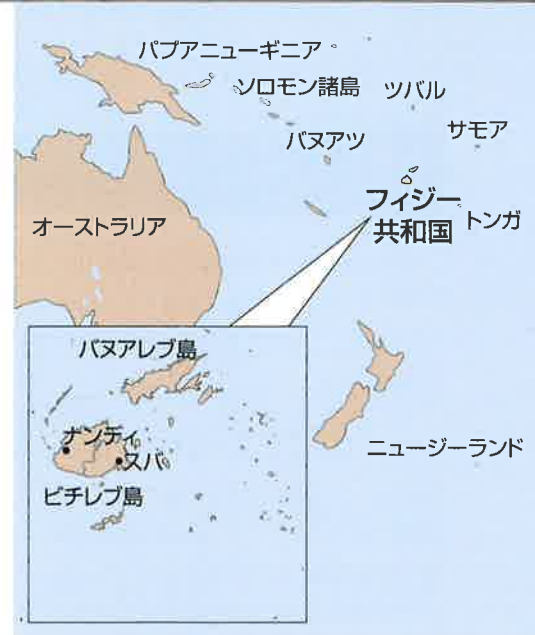 パプアニューギニア
ソロモン諸島
ツバル
サモア
バヌアツ
フィジー
共和国
トンガ
オーストラリア
バヌアレブ島
ナンディ
スバ
ビチレブ島
ニュージーランド